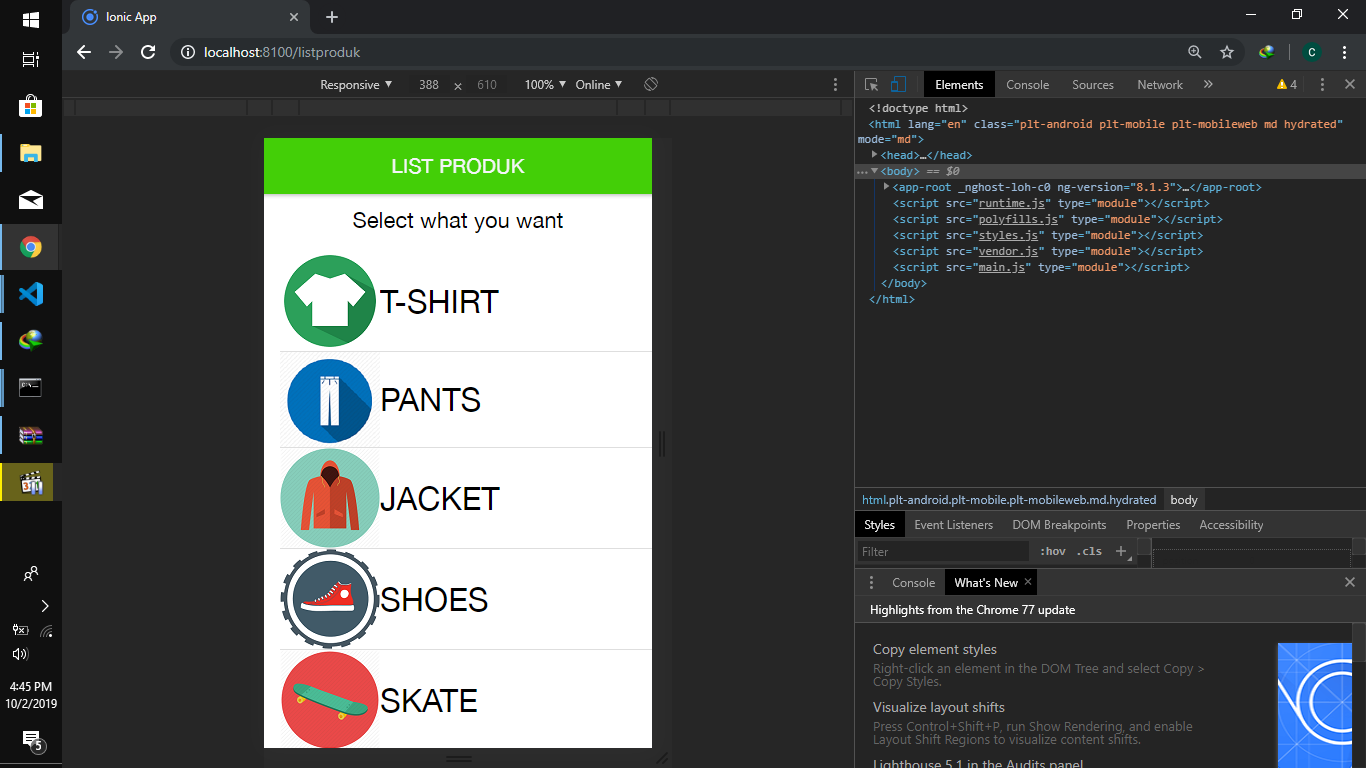 Ionic App
localhost:8100/listproduk
C
Responsive 388 x 610 100% Online
LIST PRODUK
Select what you want
T-SHIRT
PANTS
JACKET
SHOES
SKATE
Elements Console Sources Network » 4
<!doctype html>
<html lang="en" class="plt-android plt-mobile plt-mobileweb md hydrated"
mode="md">
<head>…</head>
… <body> == $0
<app-root _nghost-loh-c0 ng-version="8.1.3">…</app-root>
<script src="runtime.js" type="module"></script>
<script src="polyfills.js" type="module"></script>
<script src="styles.js" type="module"></script>
<script src="vendor.js" type="module"></script>
<script src="main.js" type="module"></script>
</body>
</html>
html.plt-android.plt-mobile.plt-mobileweb.md.hydrated body
Styles Event Listeners DOM Breakpoints Properties Accessibility
Filter :hov .cls +
Console What's New ×
Highlights from the Chrome 77 update
Copy element styles
Right-click an element in the DOM Tree and select Copy >
Copy Styles.
Visualize layout shifts
Press Control+Shift+P, run Show Rendering, and enable
Layout Shift Regions to visualize content shifts.
Lighthouse 5.1 in the Audits panel
4:45 PM
10/2/2019
5